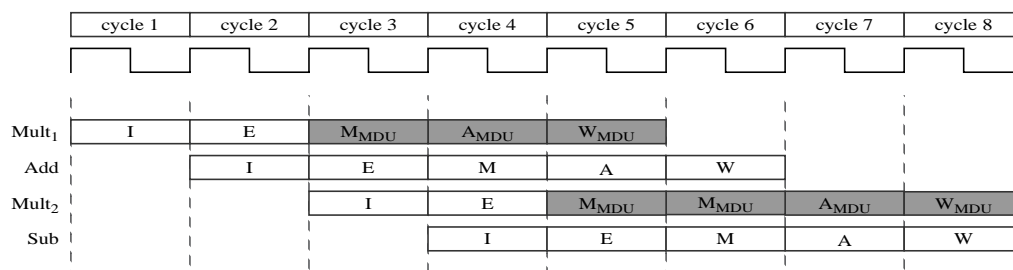 cycle 1 cycle 2 cycle 3 cycle 4 cycle 5 cycle 6 cycle 7 cycle 8
Mult1 I E MMDU AMDU WMDU
Add I E M A W
Mult2 I E MMDU MMDU AMDU WMDU
Sub I E M A W